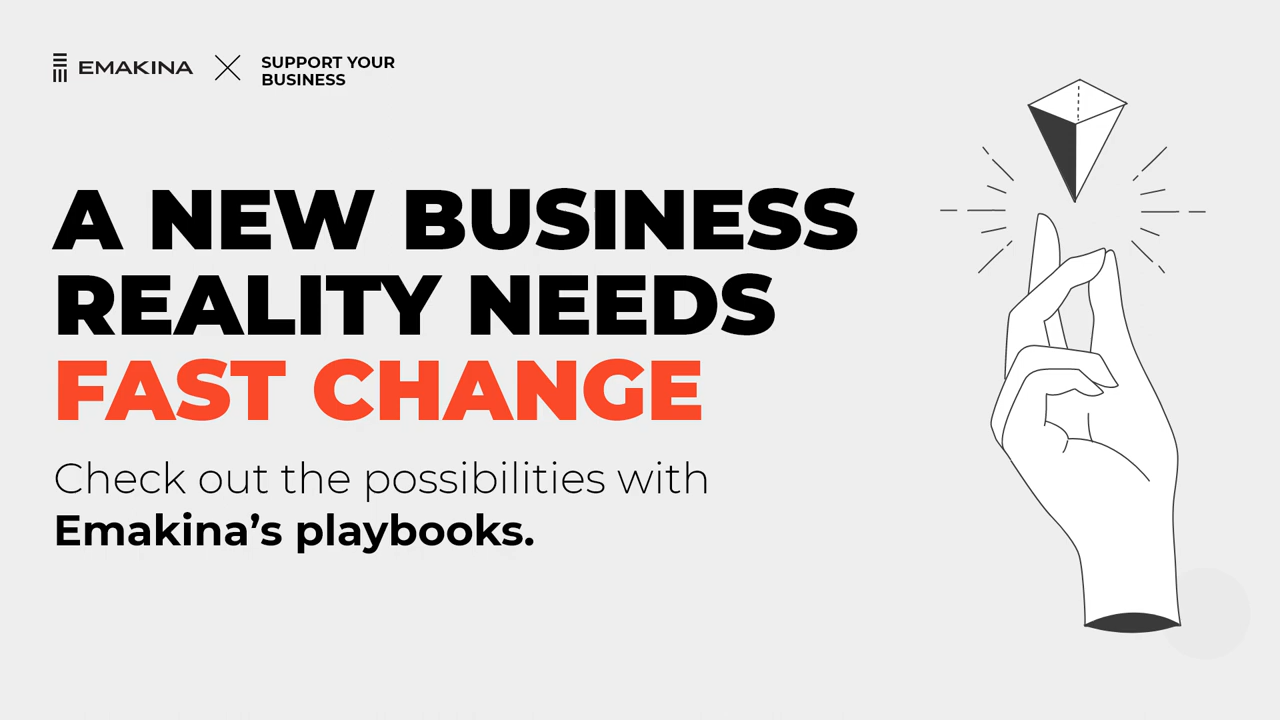 EMAKINA
SUPPORT YOUR
BUSINESS
A NEW BUSINESS
REALITY NEEDS
FAST CHANGE
Check out the possibilities with
Emakina’s playbooks.